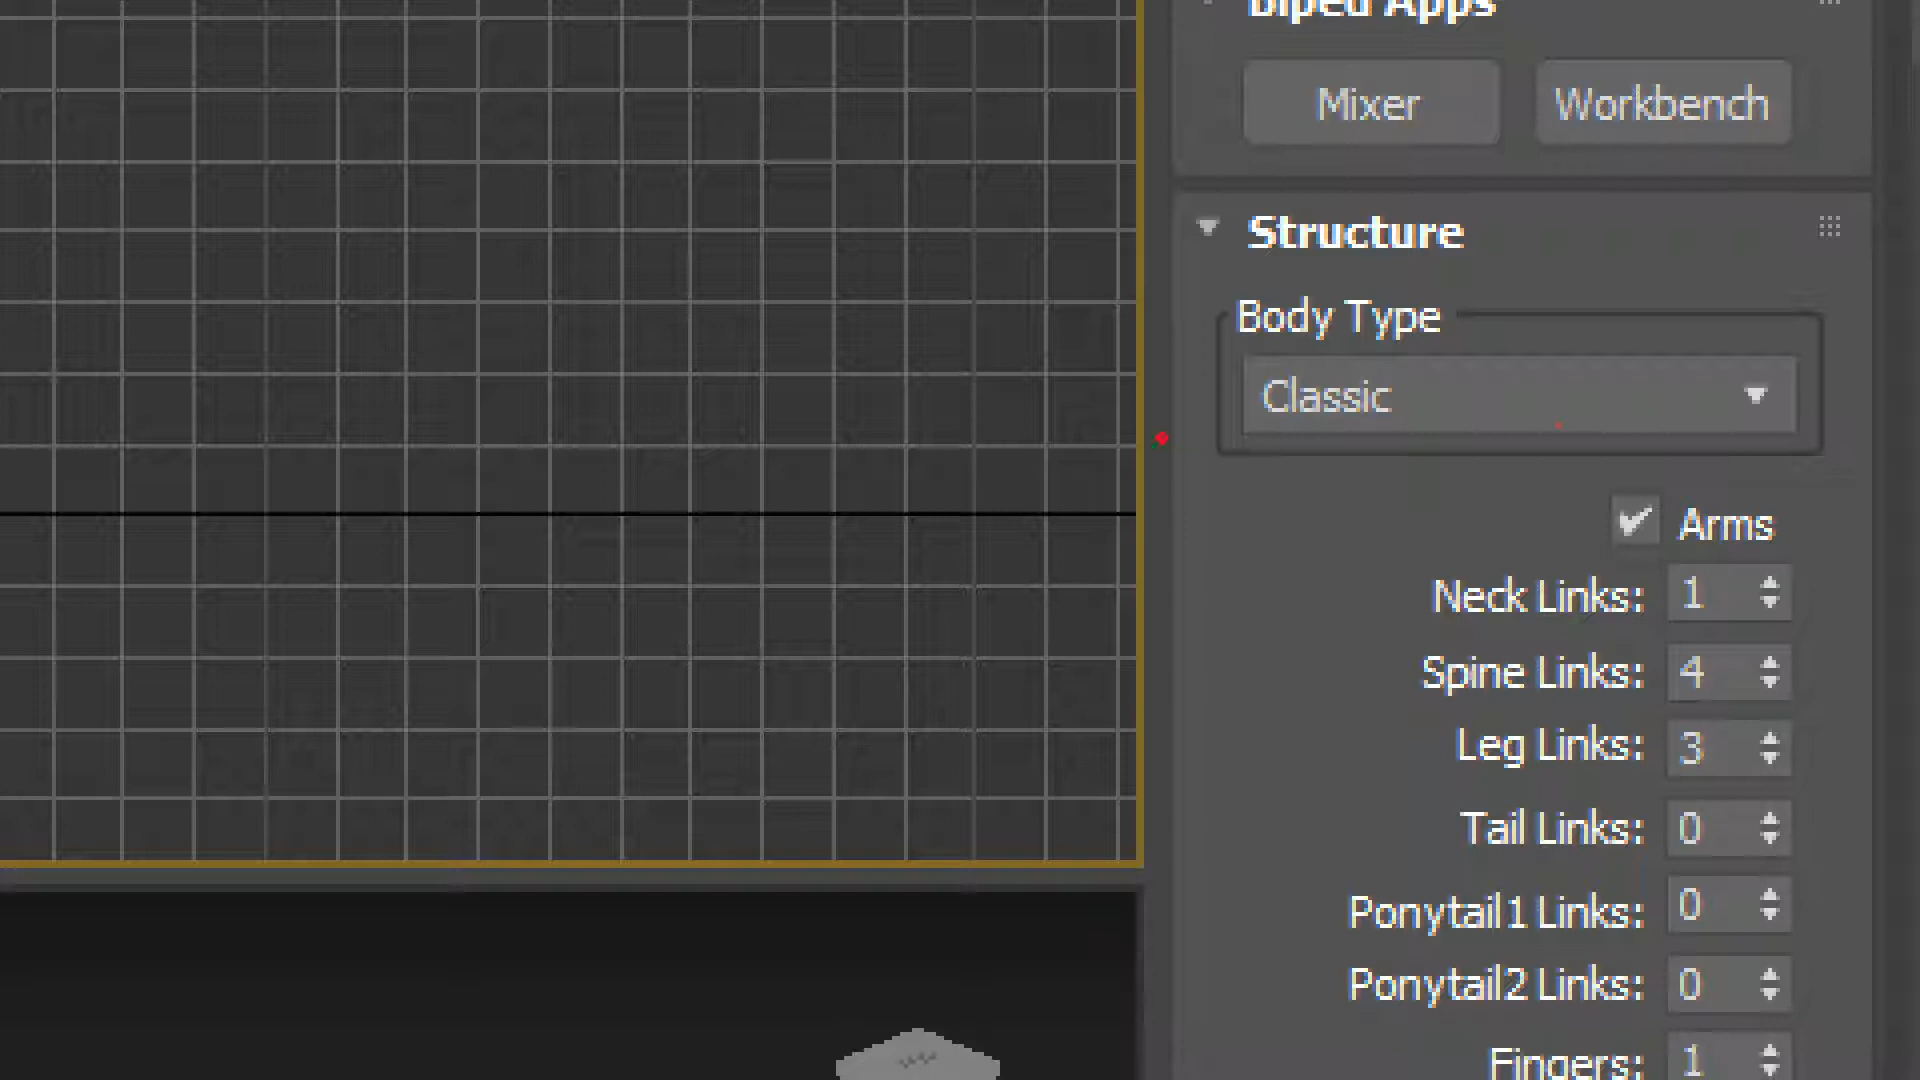 Biped Apps
Mixer Workbench
Structure
Body Type
Classic
Arms
Neck Links: 1
Spine Links: 4
Leg Links: 3
Tail Links: 0
Ponytail1 Links: 0
Ponytail2 Links: 0
Fingers: 1